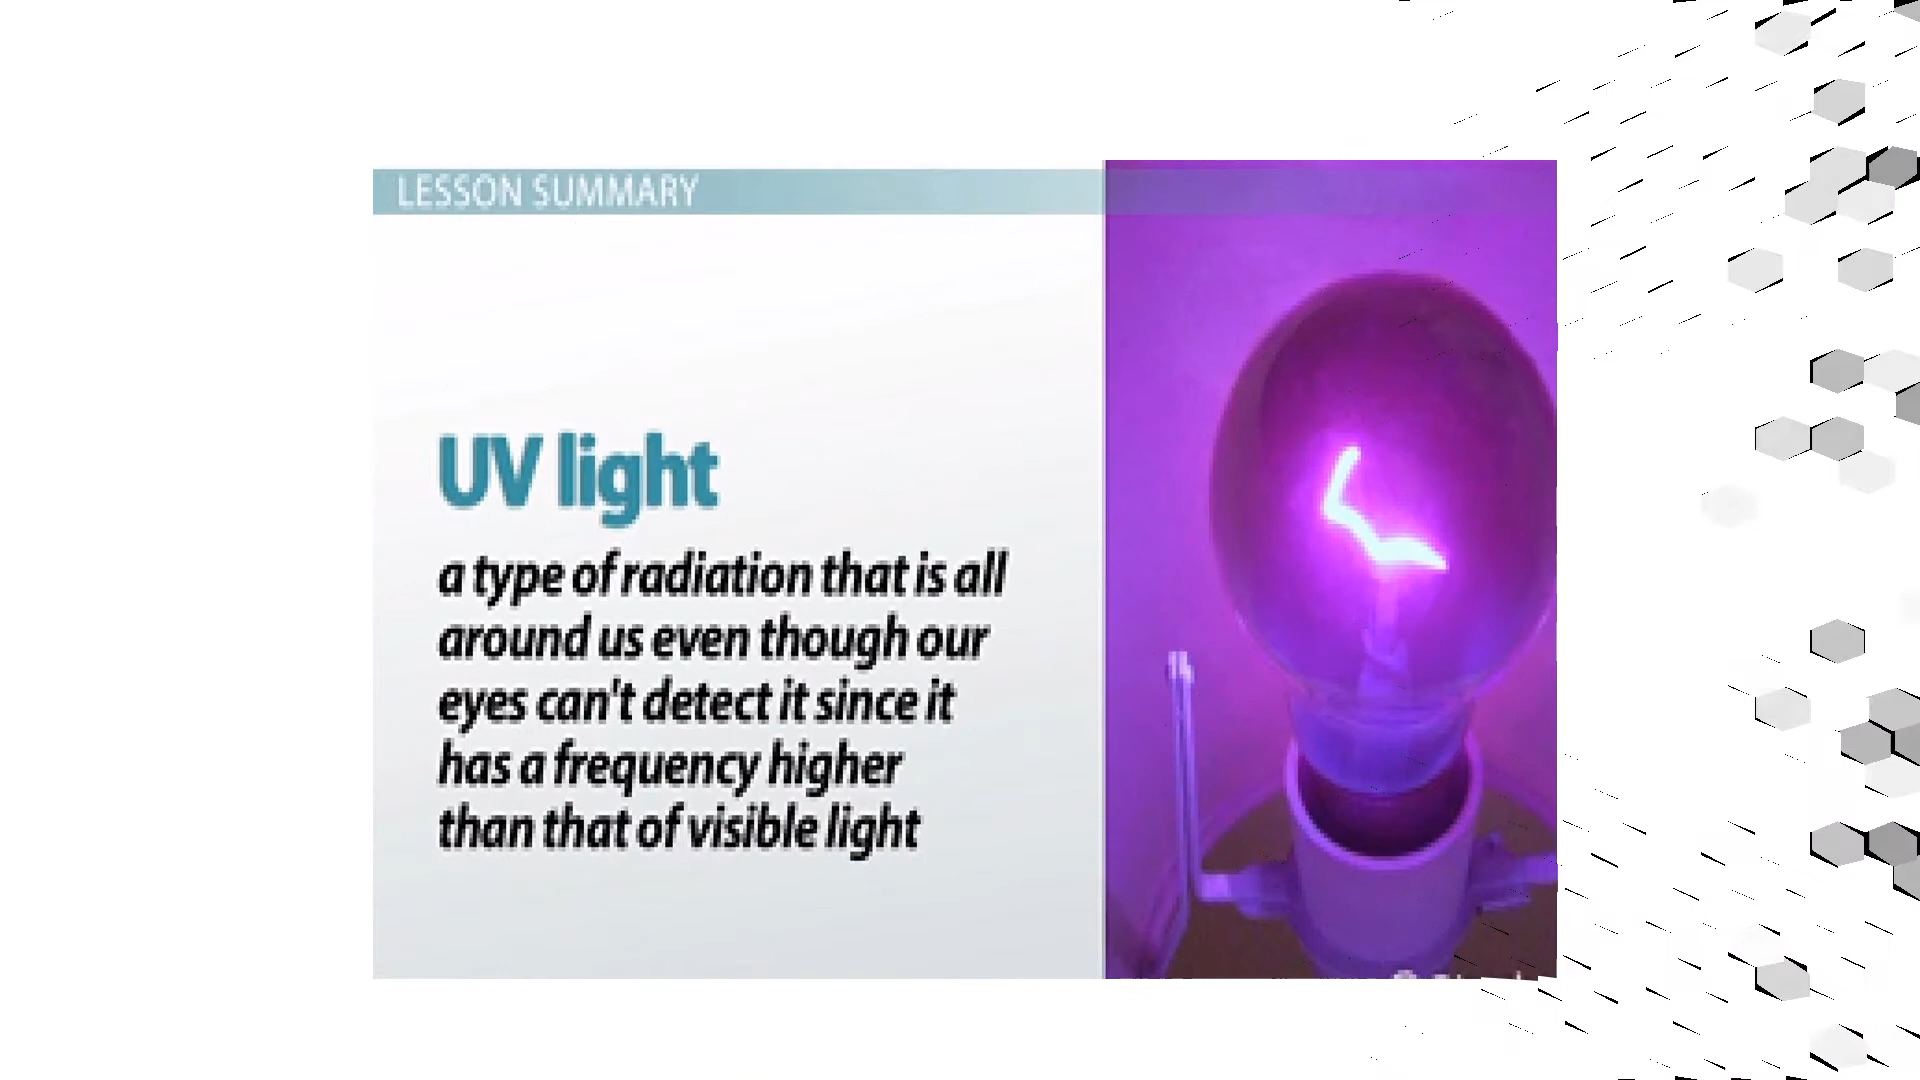 LESSON SUMMARY
UV light
a type of radiation that is all
around us even though our
eyes can't detect it since it
has a frequency higher
than that of visible light